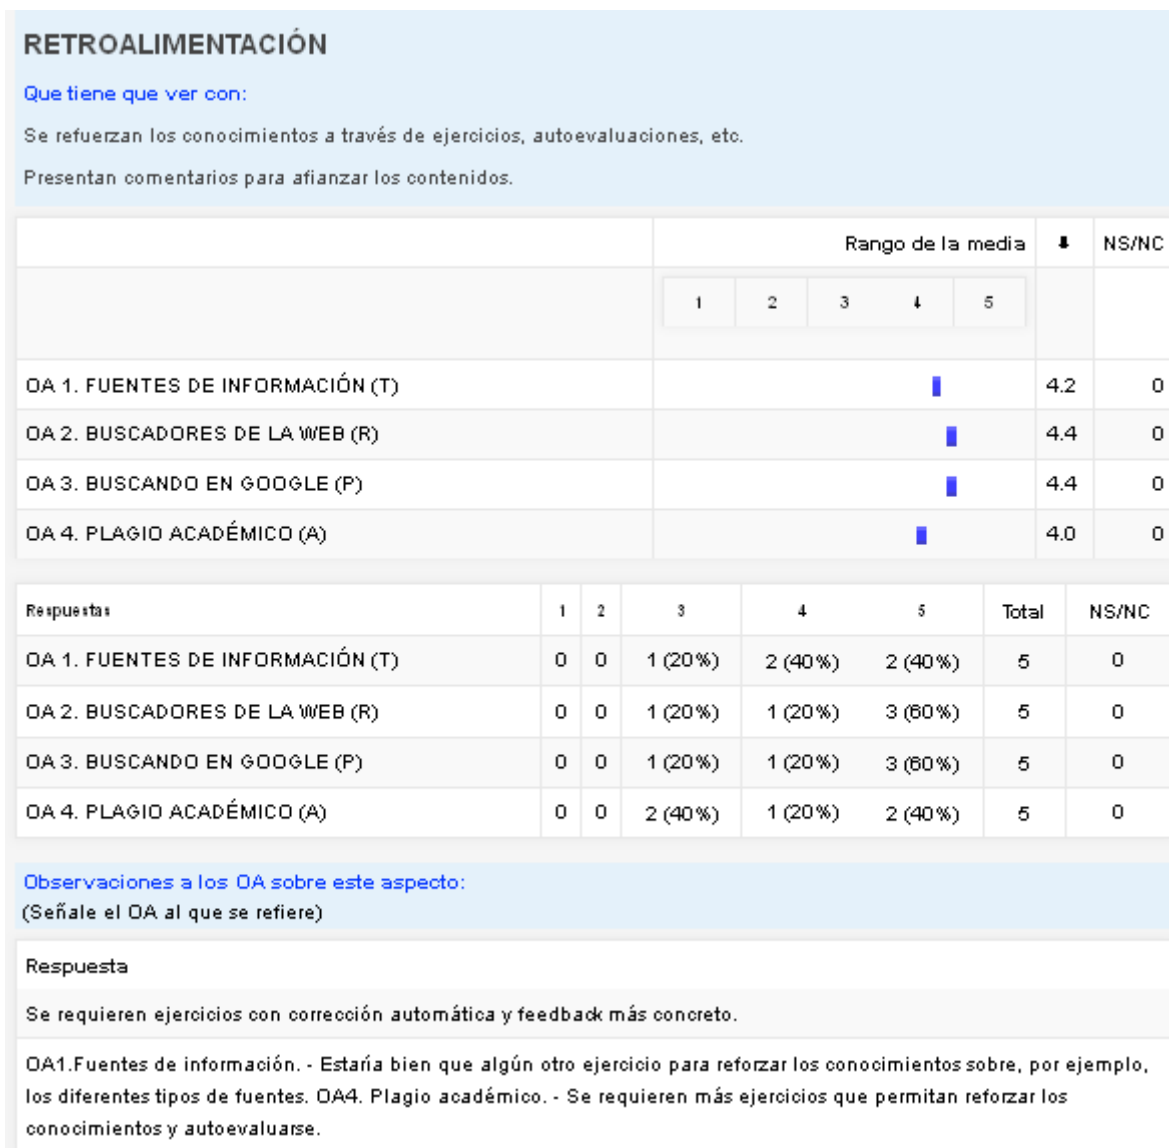 RETROALIMENTACIÓN
Que tiene que ver con:
Se refuerzan los conocimientos a través de ejercicios, autoevaluaciones, etc.
Presentan comentarios para afianzar los contenidos.
Rango de la media ⬇ NS/NC
1 2 3 4 5
OA 1. FUENTES DE INFORMACIÓN (T) 4.2 0
OA 2. BUSCADORES DE LA WEB (R) 4.4 0
OA 3. BUSCANDO EN GOOGLE (P) 4.4 0
OA 4. PLAGIO ACADÉMICO (A) 4.0 0
Respuestas 1 2 3 4 5 Total NS/NC
OA 1. FUENTES DE INFORMACIÓN (T) 0 0 1 (20%) 2 (40%) 2 (40%) 5 0
OA 2. BUSCADORES DE LA WEB (R) 0 0 1 (20%) 1 (20%) 3 (60%) 5 0
OA 3. BUSCANDO EN GOOGLE (P) 0 0 1 (20%) 1 (20%) 3 (60%) 5 0
OA 4. PLAGIO ACADÉMICO (A) 0 0 2 (40%) 1 (20%) 2 (40%) 5 0
Observaciones a los OA sobre este aspecto:
(Señale el OA al que se refiere)
Respuesta
Se requieren ejercicios con corrección automática y feedback más concreto.
OA1.Fuentes de información. - Estaría bien que algún otro ejercicio para reforzar los conocimientos sobre, por ejemplo,
los diferentes tipos de fuentes. OA4. Plagio académico. - Se requieren más ejercicios que permitan reforzar los
conocimientos y autoevaluarse.